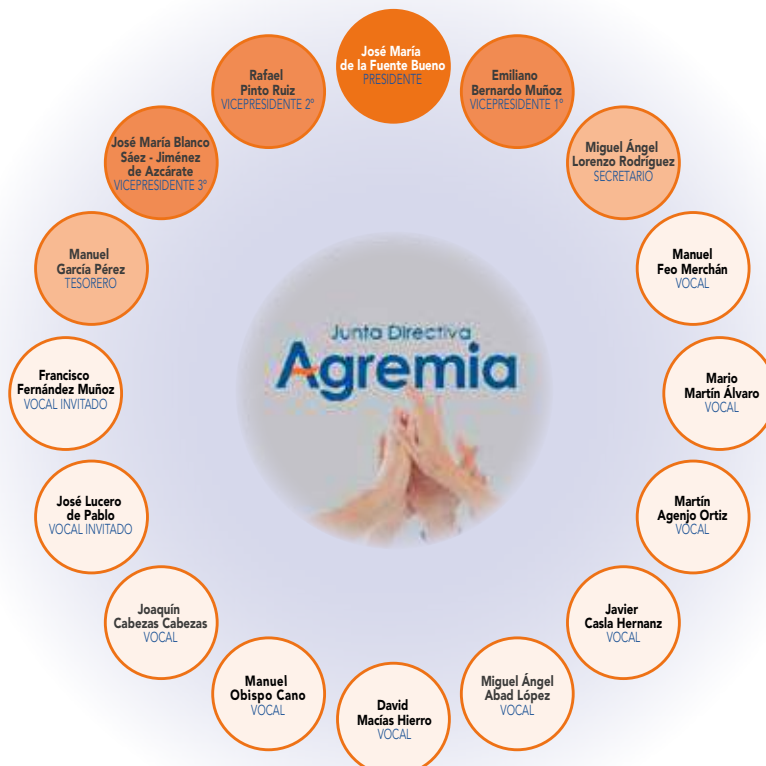 José María
de la Fuente Bueno
PRESIDENTE
Emiliano
Bernardo Muñoz
VICEPRESIDENTE 1º
Miguel Ángel
Lorenzo Rodríguez
SECRETARIO
Manuel
Feo Merchán
VOCAL
Mario
Martín Álvaro
VOCAL
Martín
Agenjo Ortiz
VOCAL
Javier
Casla Hernanz
VOCAL
Miguel Ángel
Abad López
VOCAL
David
Macías Hierro
VOCAL
Manuel
Obispo Cano
VOCAL
Joaquín
Cabezas Cabezas
VOCAL
José Lucero
de Pablo
VOCAL INVITADO
Francisco
Fernández Muñoz
VOCAL INVITADO
Manuel
García Pérez
TESORERO
José María Blanco
Sáez - Jiménez
de Azcárate
VICEPRESIDENTE 3º
Rafael
Pinto Ruiz
VICEPRESIDENTE 2º
Junta Directiva
Agremia